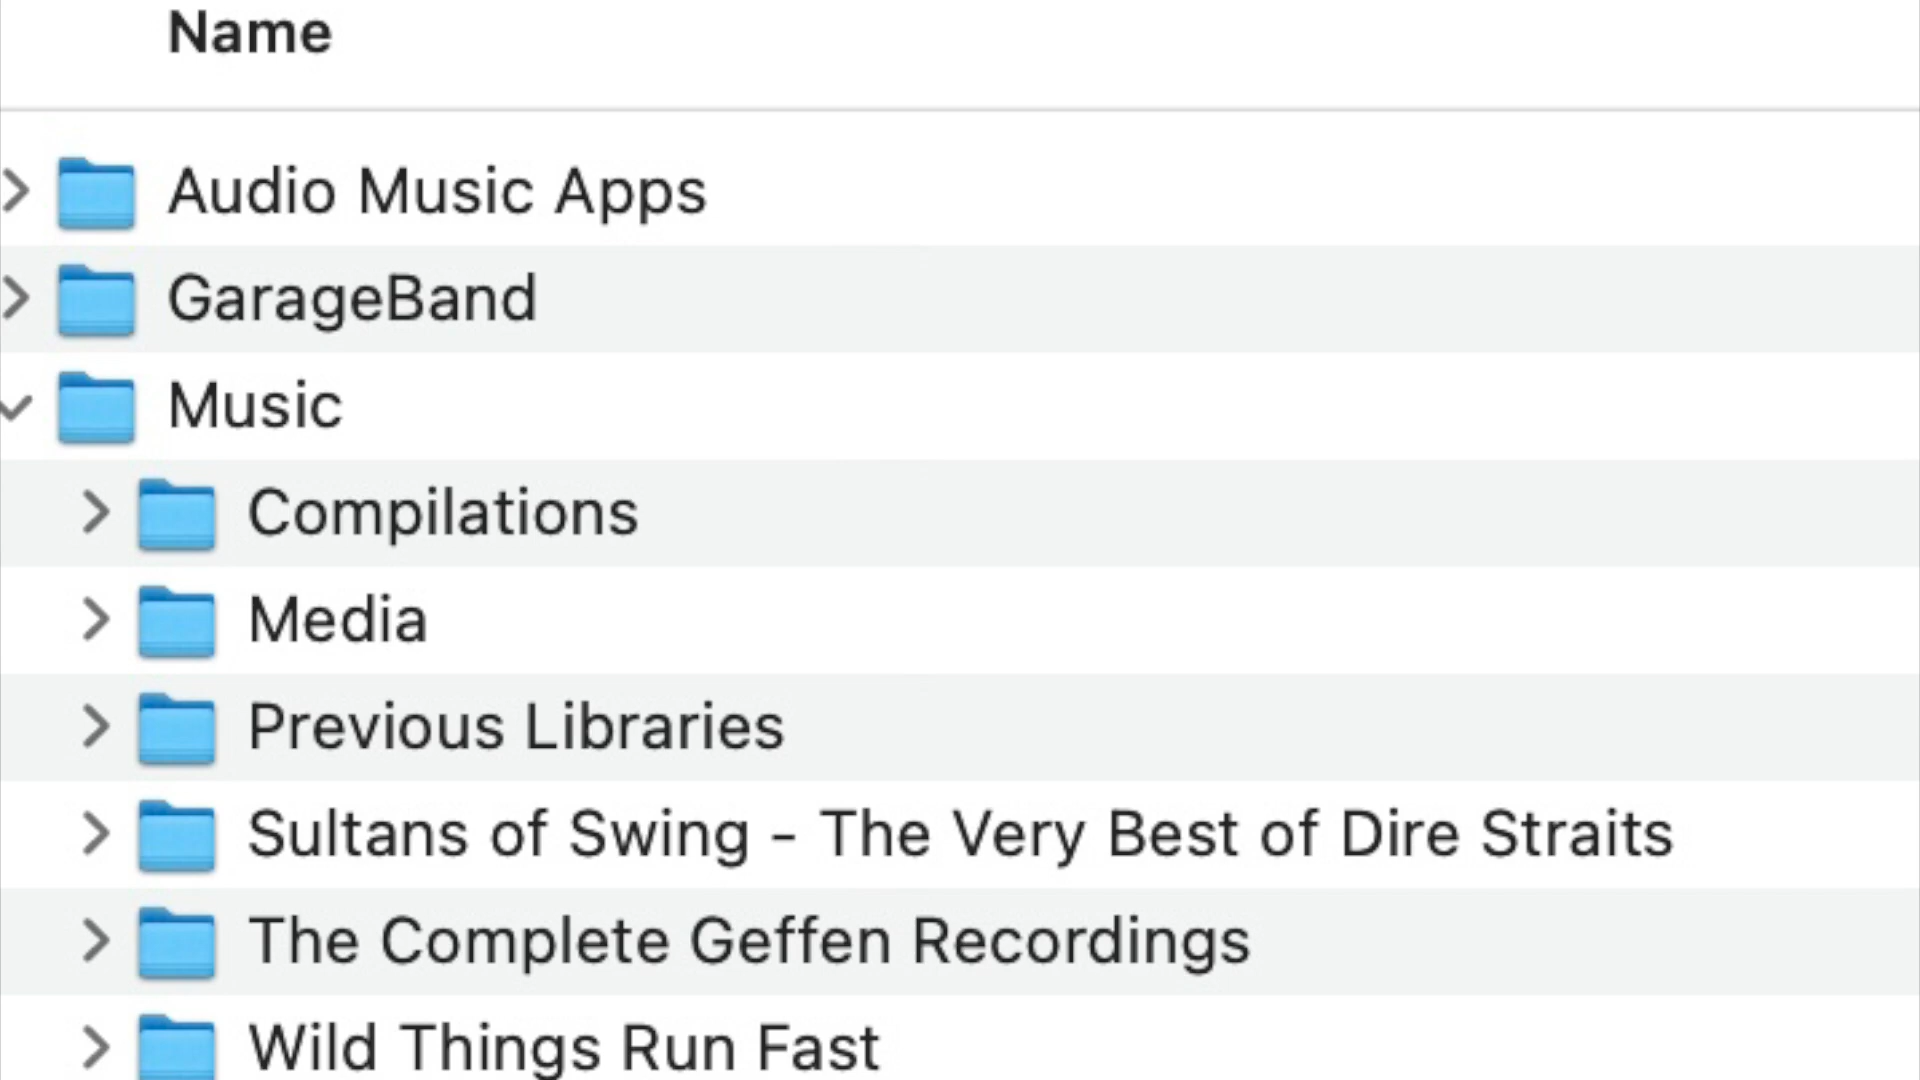 Name
Audio Music Apps
GarageBand
Music
Compilations
Media
Previous Libraries
Sultans of Swing - The Very Best of Dire Straits
The Complete Geffen Recordings
Wild Things Run Fast